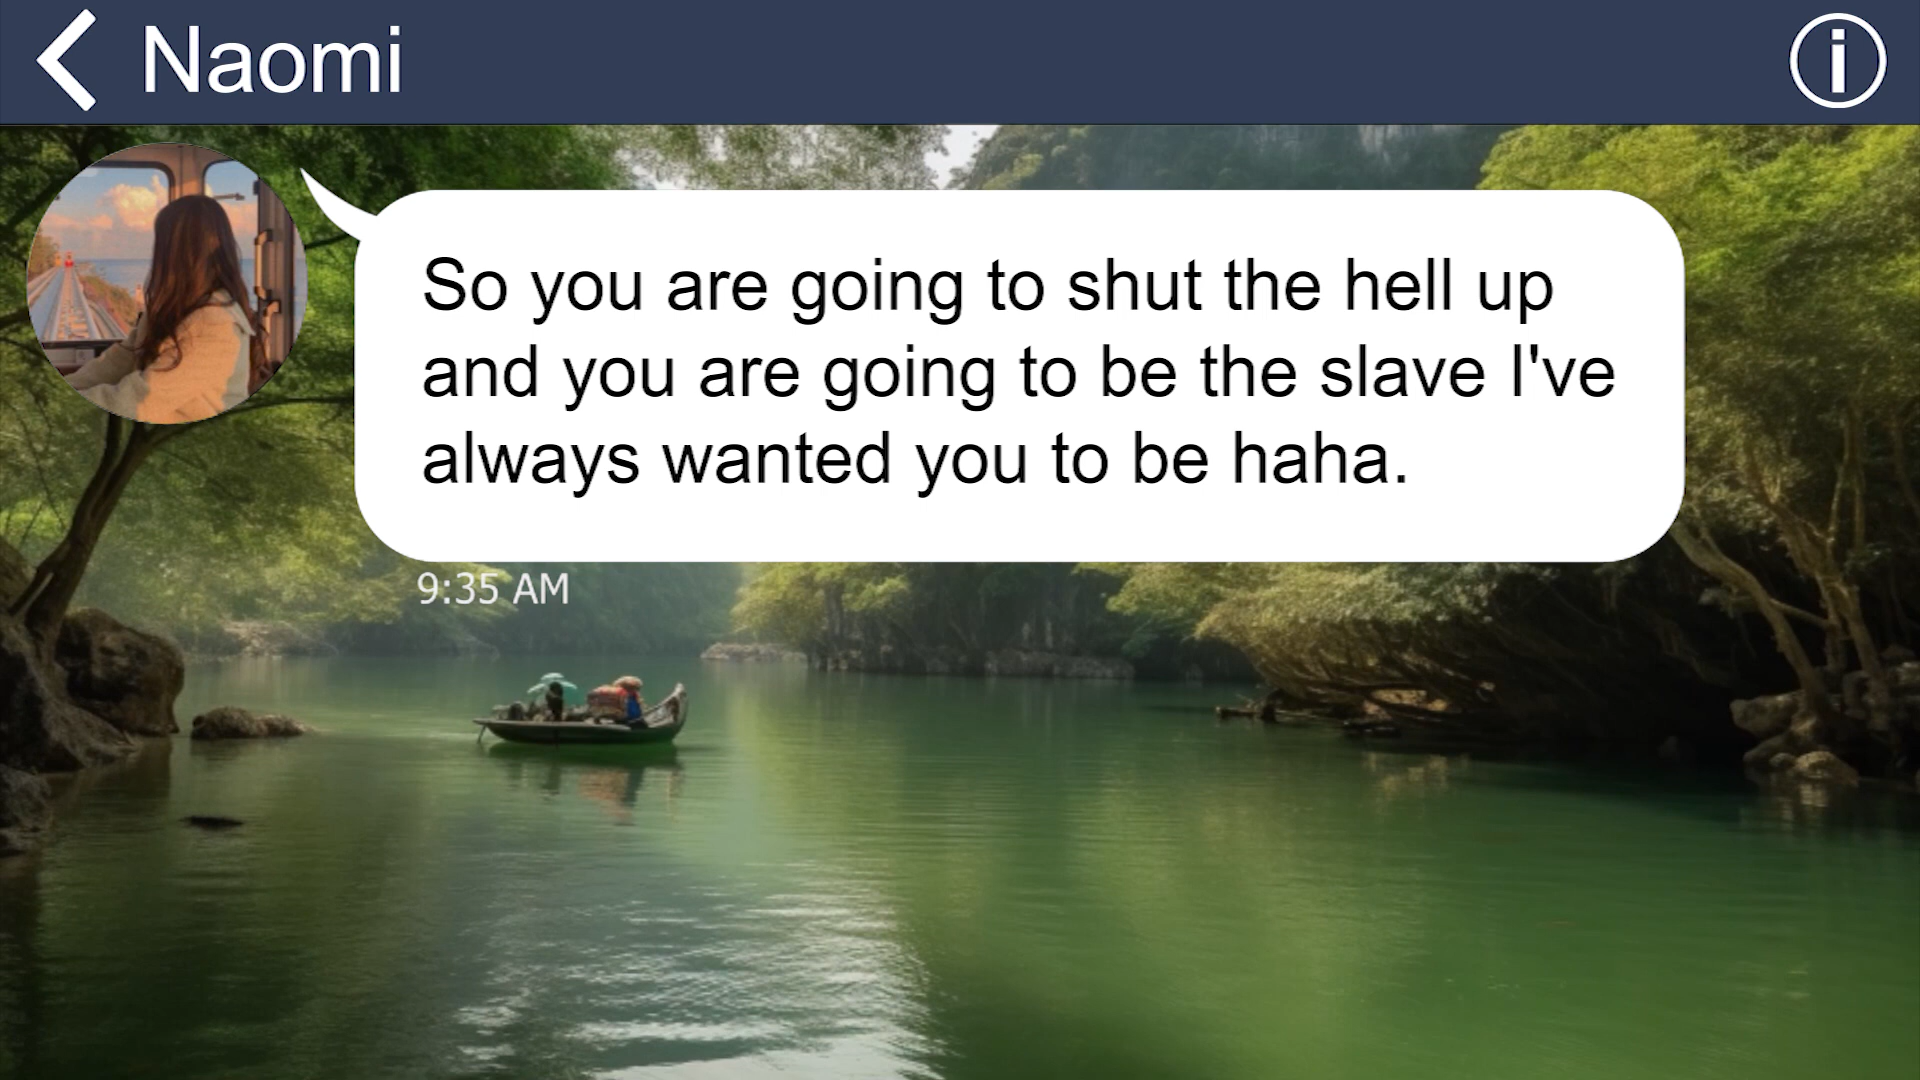 Naomi
So you are going to shut the hell up
and you are going to be the slave I've
always wanted you to be haha.
9:35 AM